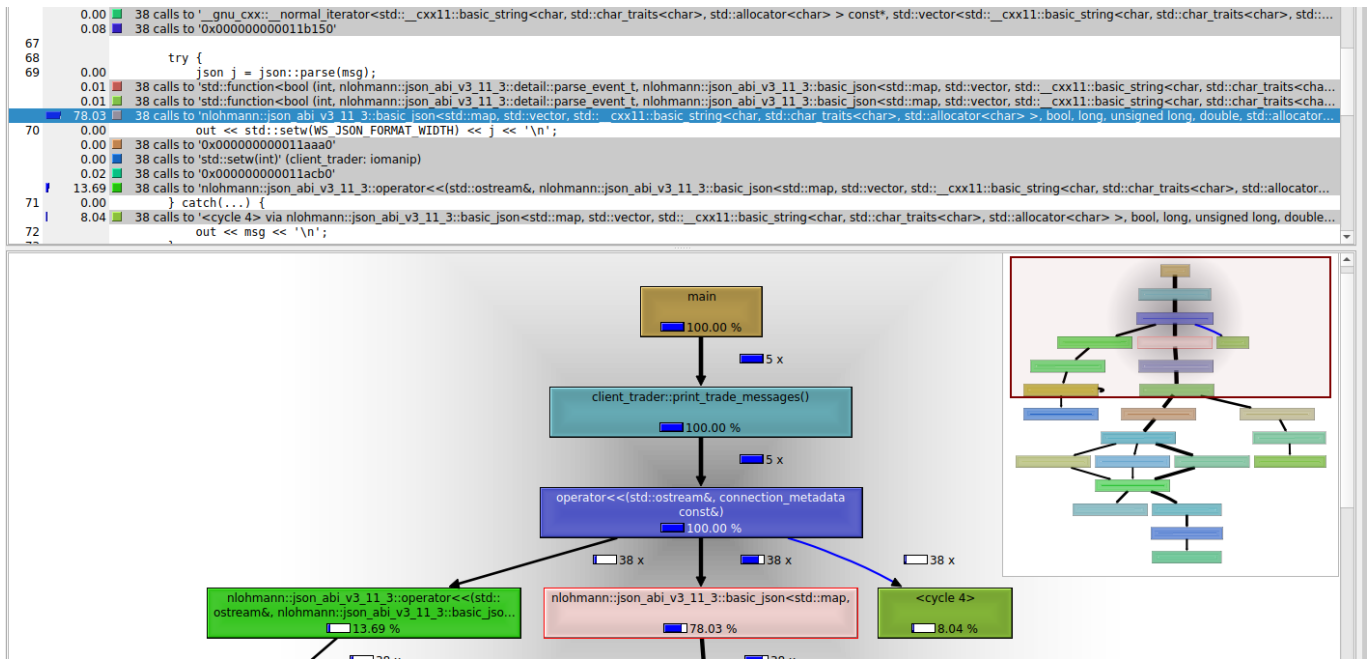 0.00 38 calls to '__gnu_cxx::__normal_iterator<std::__cxx11::basic_string<char, std::char_traits<char>, std::allocator<char> > const*, std::vector<std::__cxx11::basic_string<char, std::char_traits<char>, std::allocator<char> >, std::...
0.08 38 calls to '0x000000000011b150'
67
68 try {
69 0.00 json j = json::parse(msg);
0.01 38 calls to 'std::function<bool (int, nlohmann::json_abi_v3_11_3::detail::parse_event_t, nlohmann::json_abi_v3_11_3::basic_json<std::map, std::vector, std::__cxx11::basic_string<char, std::char_traits<cha...
0.01 38 calls to 'std::function<bool (int, nlohmann::json_abi_v3_11_3::detail::parse_event_t, nlohmann::json_abi_v3_11_3::basic_json<std::map, std::vector, std::__cxx11::basic_string<char, std::char_traits<cha...
78.03 38 calls to 'nlohmann::json_abi_v3_11_3::basic_json<std::map, std::vector, std::__cxx11::basic_string<char, std::char_traits<char>, std::allocator<char> >, bool, long, unsigned long, double, std::allocator...
70 0.00 out << std::setw(WS_JSON_FORMAT_WIDTH) << j << '\n';
0.00 38 calls to '0x000000000011aaa0'
0.00 38 calls to 'std::setw(int)' (client_trader: iomanip)
0.02 38 calls to '0x000000000011acb0'
13.69 38 calls to 'nlohmann::json_abi_v3_11_3::operator<<(std::ostream&, nlohmann::json_abi_v3_11_3::basic_json<std::map, std::vector, std::__cxx11::basic_string<char, std::char_traits<char>, std::allocator...
71 0.00 } catch(...) {
8.04 38 calls to '<cycle 4> via nlohmann::json_abi_v3_11_3::basic_json<std::map, std::vector, std::__cxx11::basic_string<char, std::char_traits<char>, std::allocator<char> >, bool, long, unsigned long, double...
72 out << msg << '\n';
main
100.00 %
5 x
client_trader::print_trade_messages()
100.00 %
5 x
operator<<(std::ostream&, connection_metadata
const&)
100.00 %
38 x 38 x 38 x
nlohmann::json_abi_v3_11_3::operator<<(std::
ostream&, nlohmann::json_abi_v3_11_3::basic_jso...
13.69 %
nlohmann::json_abi_v3_11_3::basic_json<std::map,
78.03 %
<cycle 4>
8.04 %